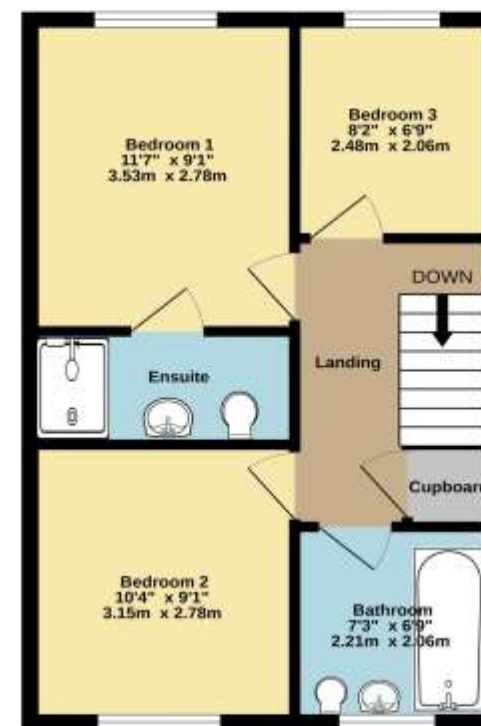 Bedroom 1
11'7" x 9'1"
3.53m x 2.78m
Bedroom 3
8'2" x 6'9"
2.48m x 2.06m
DOWN
Landing
Ensuite
Cupboar
Bedroom 2
10'4" x 9'1"
3.15m x 2.78m
Bathroom
7'3" x 6'9"
2.21m x 2.06m